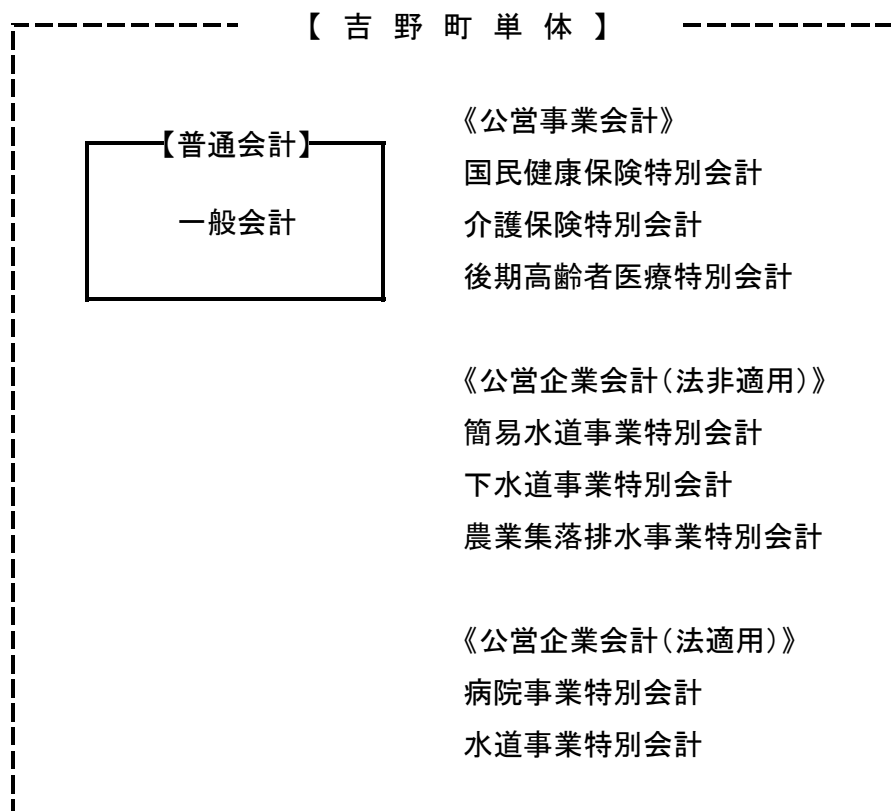 【 吉 野 町 単 体 】
【普通会計】
一般会計
《公営事業会計》
国民健康保険特別会計
介護保険特別会計
後期高齢者医療特別会計
《公営企業会計(法非適用)》
簡易水道事業特別会計
下水道事業特別会計
農業集落排水事業特別会計
《公営企業会計(法適用)》
病院事業特別会計
水道事業特別会計